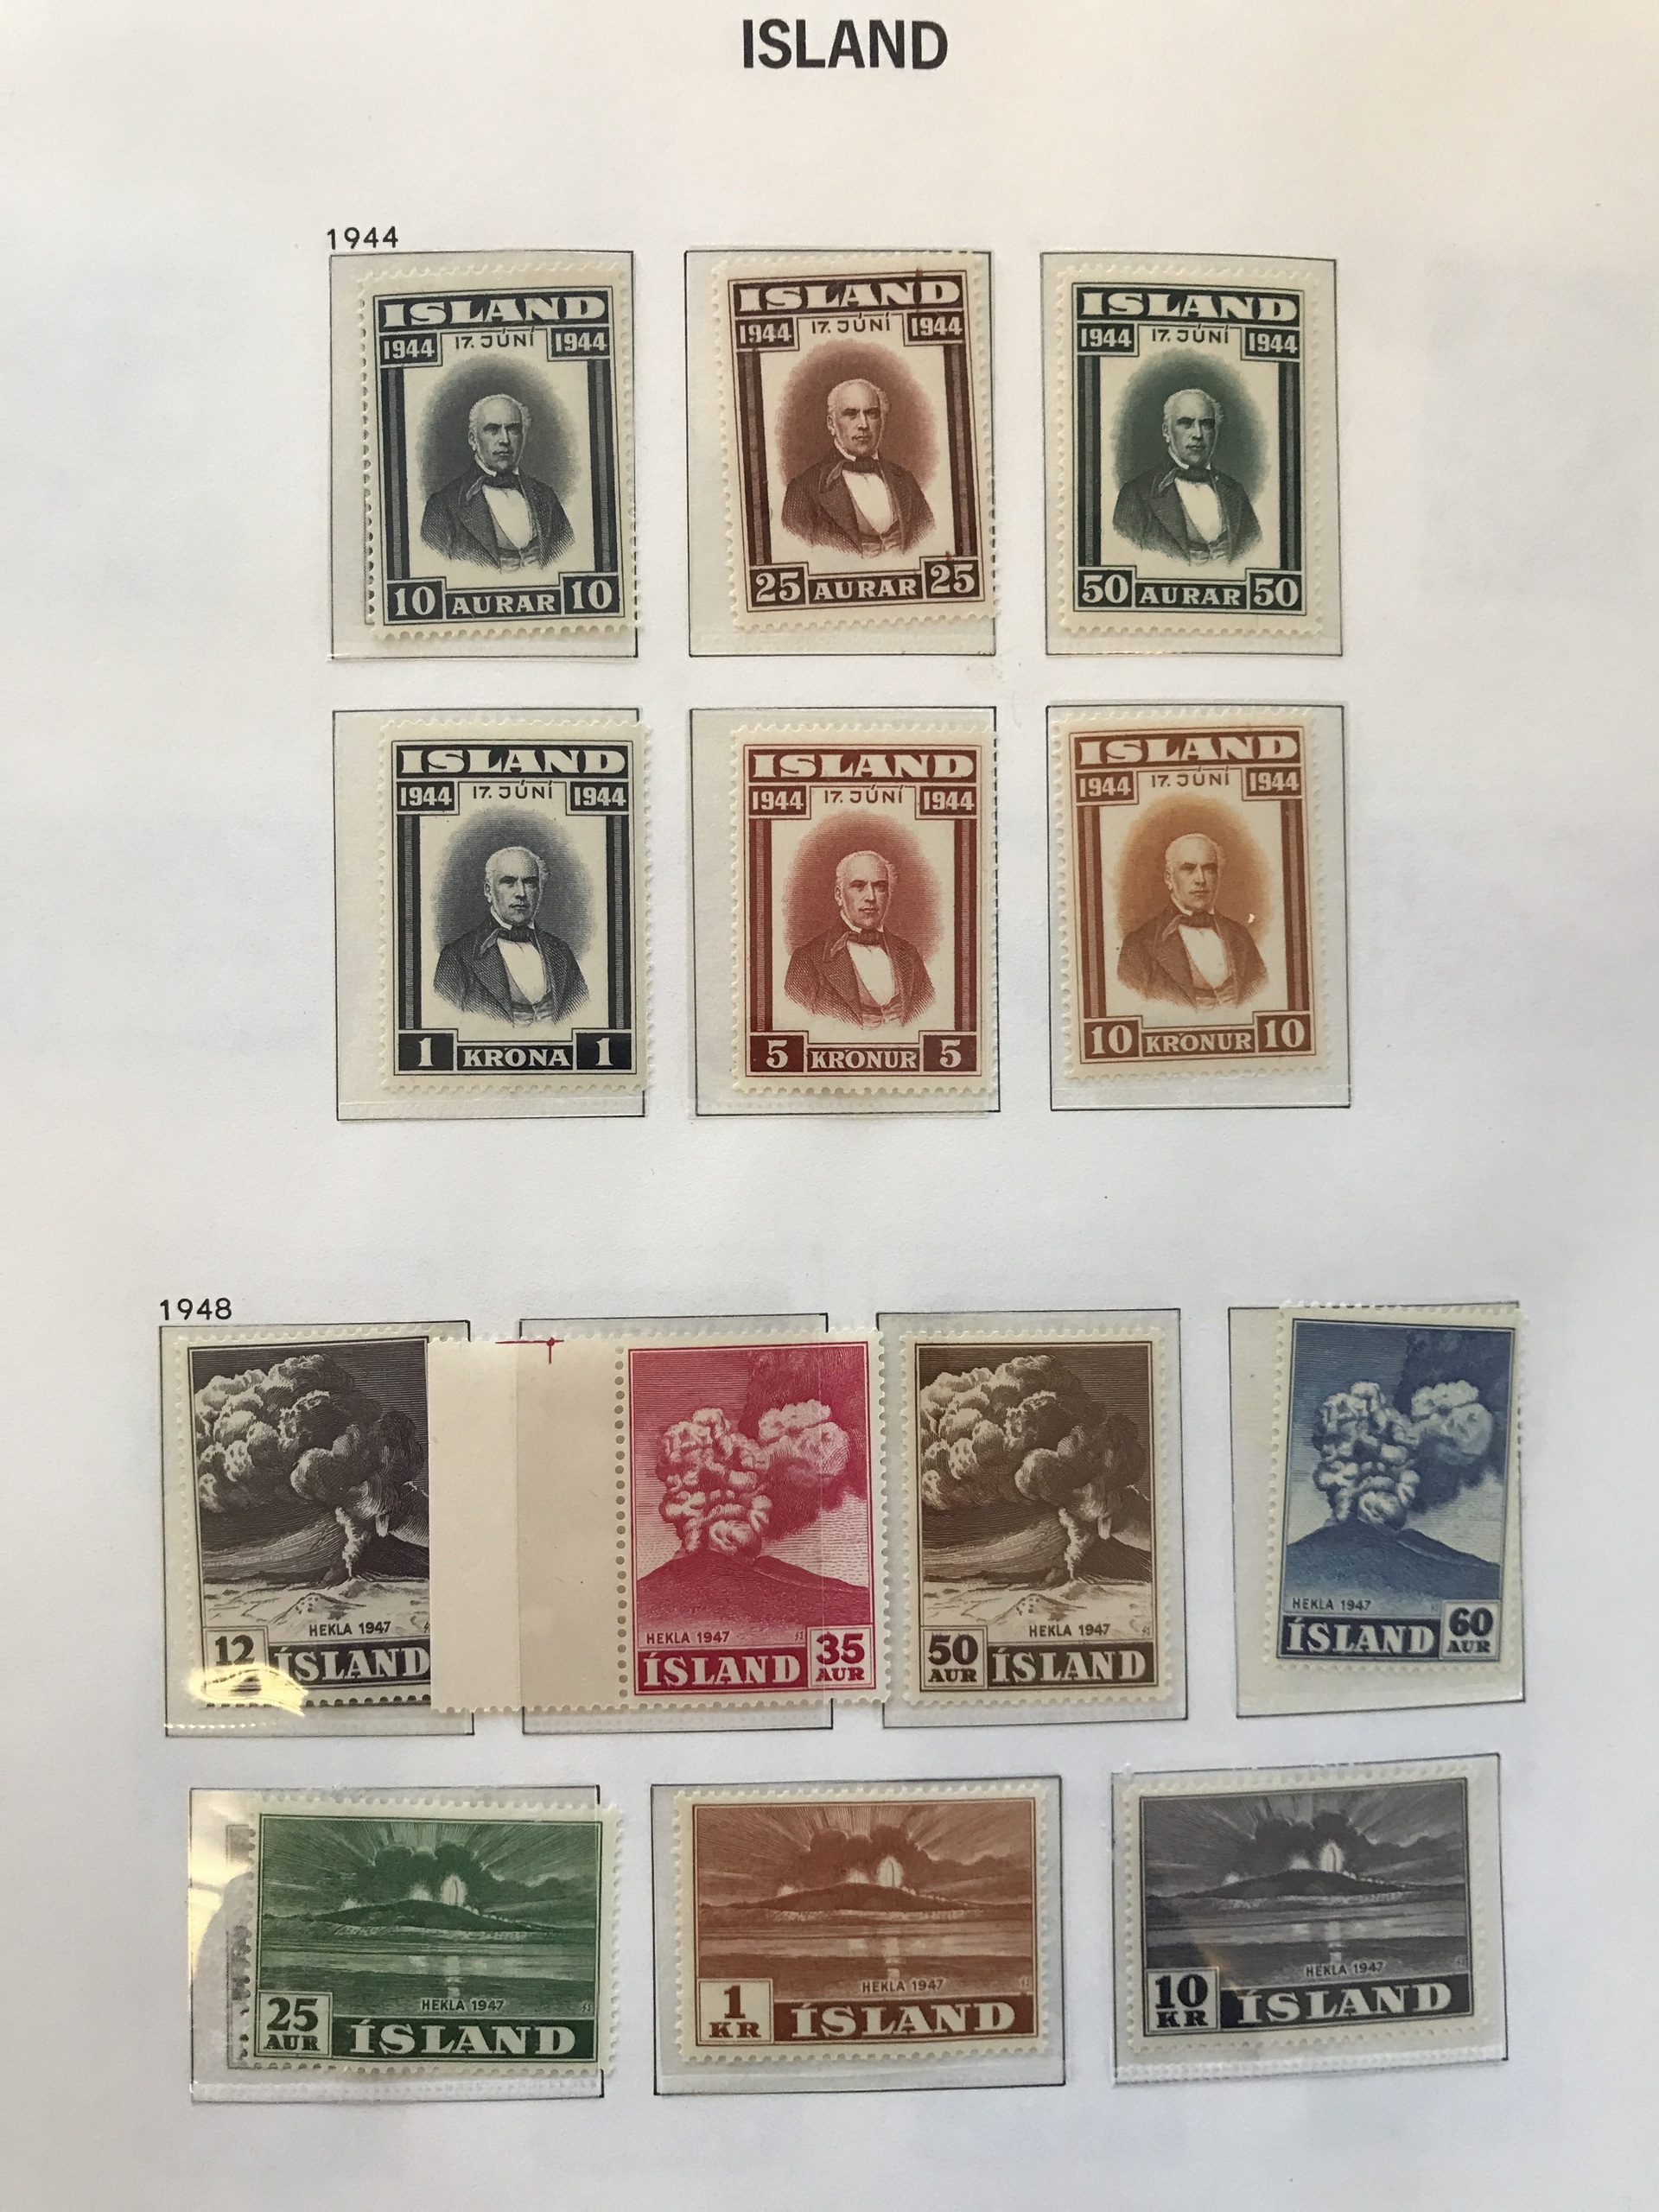 ISLAND
1944
ISLAND
1944 17. JÚNÍ 1944
10 AURAR 10
ISLAND
1944 17. JÚNÍ 1944
25 AURAR 25
ISLAND
1944 17. JÚNÍ 1944
50 AURAR 50
ISLAND
1944 17. JÚNÍ 1944
1 KRONA 1
ISLAND
1944 17. JÚNÍ 1944
5 KRÓNUR 5
ISLAND
1944 17. JÚNÍ 1944
10 KRÓNUR 10
1948
HEKLA 1947
12
ÍSLAND
HEKLA 1947
ÍSLAND
35
AUR
HEKLA 1947
50
AUR
ÍSLAND
HEKLA 1947
ÍSLAND
60
AUR
HEKLA 1947
25
AUR
ÍSLAND
HEKLA 1947
1
KR
ÍSLAND
HEKLA 1947
10
KR
ÍSLAND